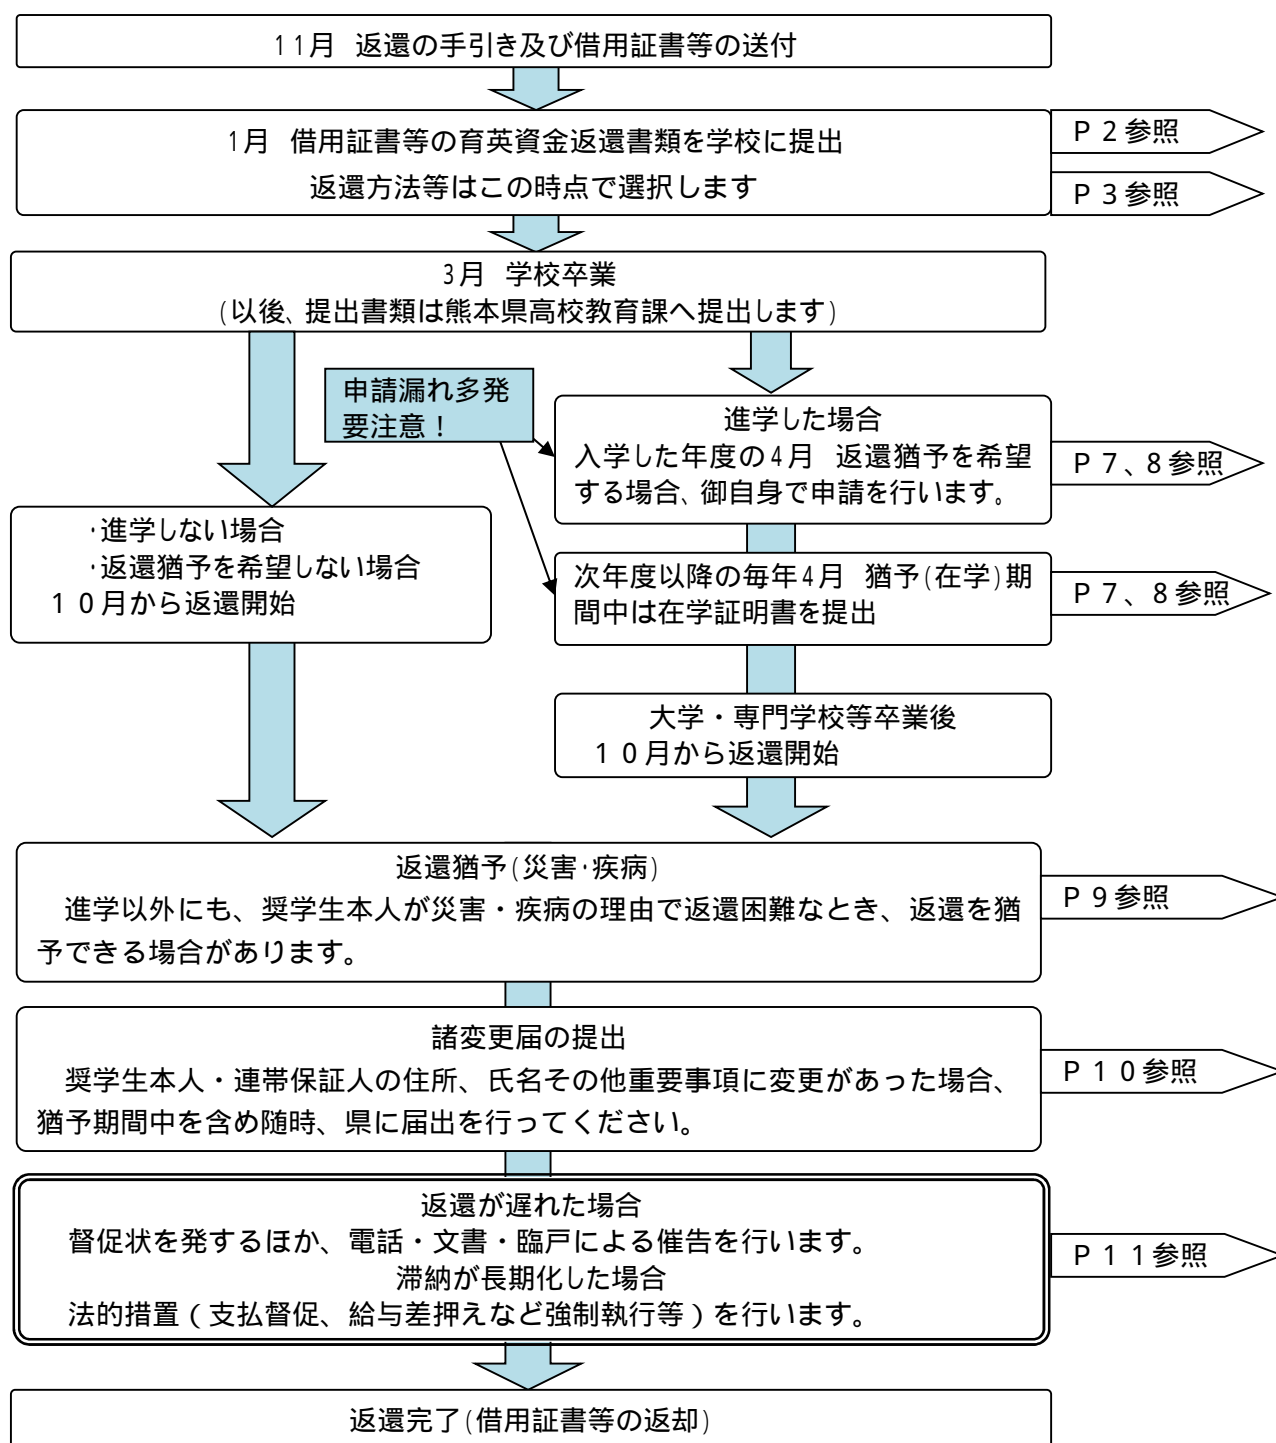 11月 返還の手引き及び借用証書等の送付
1月 借用証書等の育英資金返還書類を学校に提出
返還方法等はこの時点で選択します
P2参照
P3参照
3月 学校卒業
(以後、提出書類は熊本県高校教育課へ提出します)
申請漏れ多発
要注意!
進学した場合
入学した年度の4月 返還猶予を希望
する場合、御自身で申請を行います。
P7、8参照
・進学しない場合
・返還猶予を希望しない場合
10月から返還開始
次年度以降の毎年4月 猶予(在学)期
間中は在学証明書を提出
P7、8参照
大学・専門学校等卒業後
10月から返還開始
返還猶予(災害・疾病)
進学以外にも、奨学生本人が災害・疾病の理由で返還困難なとき、返還を猶
予できる場合があります。
P9参照
諸変更届の提出
奨学生本人・連帯保証人の住所、氏名その他重要事項に変更があった場合、
猶予期間中を含め随時、県に届出を行ってください。
P10参照
返還が遅れた場合
督促状を発するほか、電話・文書・臨戸による催告を行います。
滞納が長期化した場合
法的措置(支払督促、給与差押えなど強制執行等)を行います。
P11参照
返還完了(借用証書等の返却)